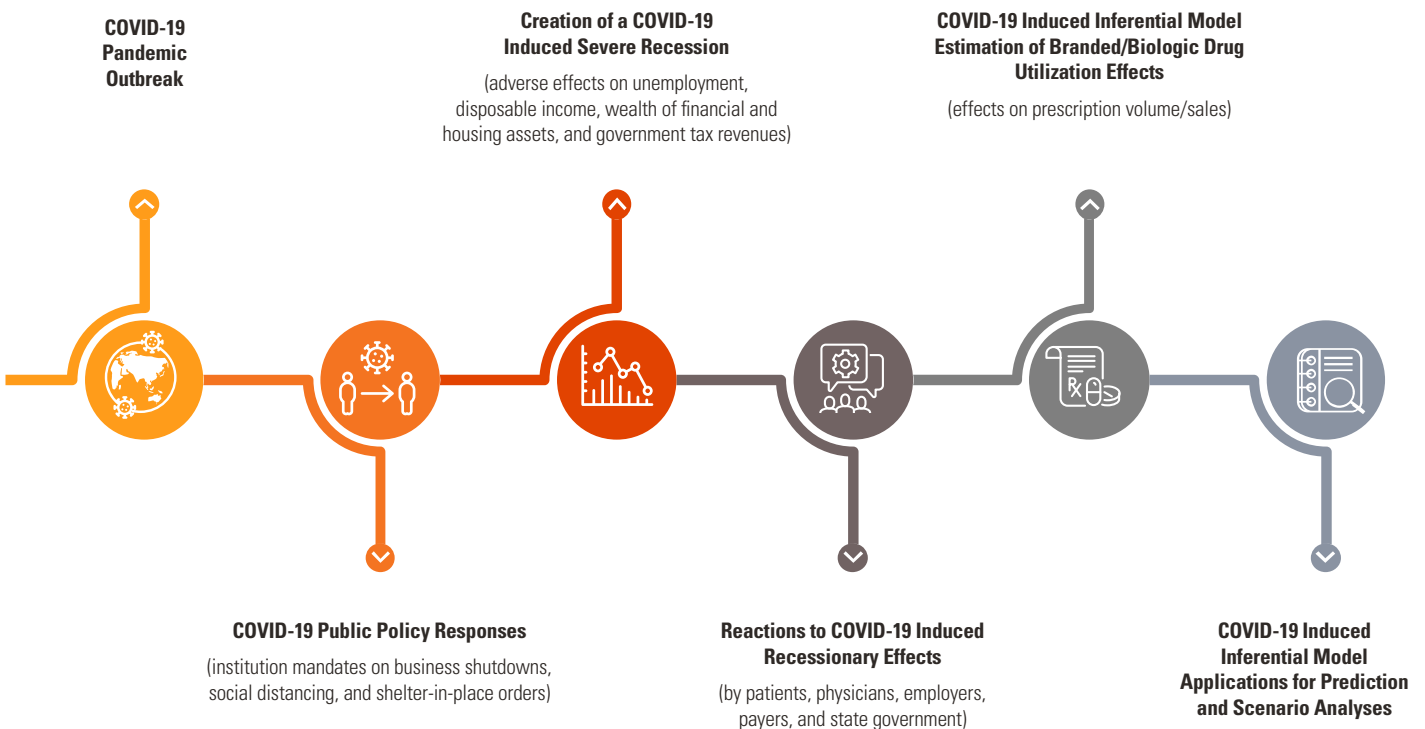 COVID-19
Pandemic
Outbreak
COVID-19 Public Policy Responses
(institution mandates on business shutdowns,
social distancing, and shelter-in-place orders)
Creation of a COVID-19
Induced Severe Recession
(adverse effects on unemployment,
disposable income, wealth of financial and
housing assets, and government tax revenues)
Reactions to COVID-19 Induced
Recessionary Effects
(by patients, physicians, employers,
payers, and state government)
COVID-19 Induced Inferential Model
Estimation of Branded/Biologic Drug
Utilization Effects
(effects on prescription volume/sales)
Rx
COVID-19 Induced
Inferential Model
Applications for Prediction
and Scenario Analyses